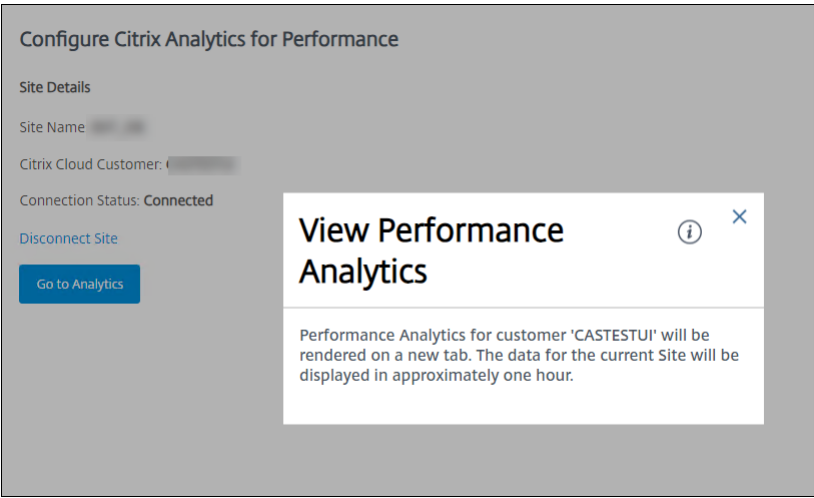 Configure Citrix Analytics for Performance
Site Details
Site Name
Citrix Cloud Customer:
Connection Status: Connected
Disconnect Site
Go to Analytics
View Performance
Analytics
Performance Analytics for customer 'CASTESTUI' will be
rendered on a new tab. The data for the current Site will be
displayed in approximately one hour.